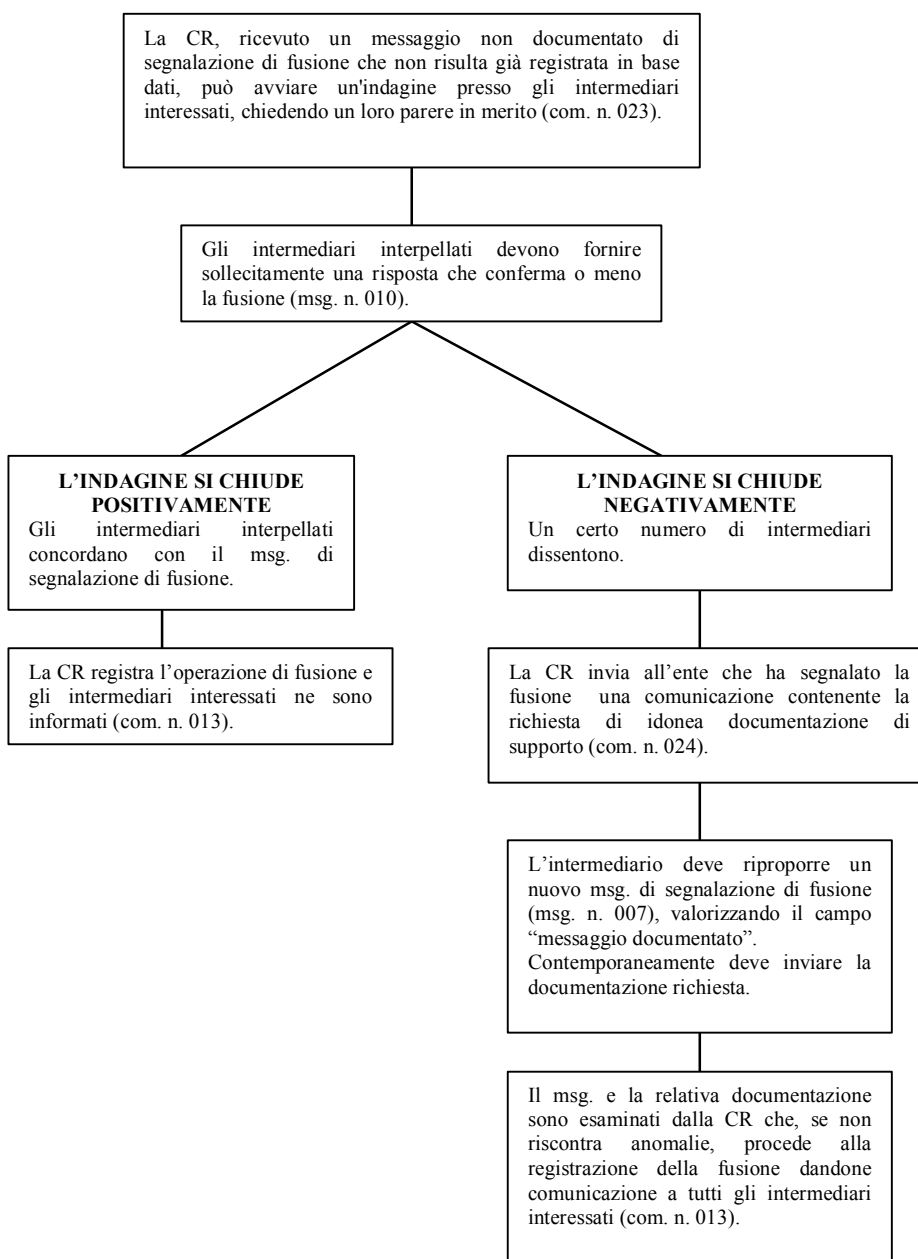 La CR, ricevuto un messaggio non documentato di
segnalazione di fusione che non risulta già registrata in base
dati, può avviare un'indagine presso gli intermediari
interessati, chiedendo un loro parere in merito (com. n. 023).
Gli intermediari interpellati devono fornire
sollecitamente una risposta che conferma o meno
la fusione (msg. n. 010).
L’INDAGINE SI CHIUDE
POSITIVAMENTE
Gli intermediari interpellati
concordano con il msg. di
segnalazione di fusione.
L’INDAGINE SI CHIUDE
NEGATIVAMENTE
Un certo numero di intermediari
dissentono.
La CR registra l’operazione di fusione e
gli intermediari interessati ne sono
informati (com. n. 013).
La CR invia all’ente che ha segnalato la
fusione una comunicazione contenente la
richiesta di idonea documentazione di
supporto (com. n. 024).
L’intermediario deve riproporre un
nuovo msg. di segnalazione di fusione
(msg. n. 007), valorizzando il campo
“messaggio documentato”.
Contemporaneamente deve inviare la
documentazione richiesta.
Il msg. e la relativa documentazione
sono esaminati dalla CR che, se non
riscontra anomalie, procede alla
registrazione della fusione dandone
comunicazione a tutti gli intermediari
interessati (com. n. 013).